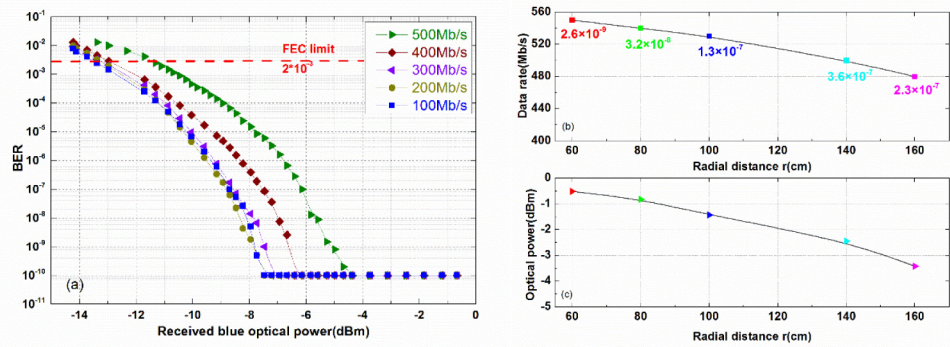 10⁰
10⁻¹
10⁻²
10⁻³
10⁻⁴
10⁻⁵
10⁻⁶
10⁻⁷
10⁻⁸
10⁻⁹
10⁻¹⁰
10⁻¹¹
BER
FEC limit
2*10⁻³
500Mb/s
400Mb/s
300Mb/s
200Mb/s
100Mb/s
(a)
-14 -12 -10 -8 -6 -4 -2 0
Received blue optical power(dBm)
560
520
480
440
400
Data rate(Mb/s)
2.6×10⁻⁹
3.2×10⁻⁸
1.3×10⁻⁷
3.6×10⁻⁷
2.3×10⁻⁷
(b)
60 80 100 120 140 160
Radial distance r(cm)
0
-1
-2
-3
-4
-5
Optical power(dBm)
(c)
60 80 100 120 140 160
Radial distance r(cm)